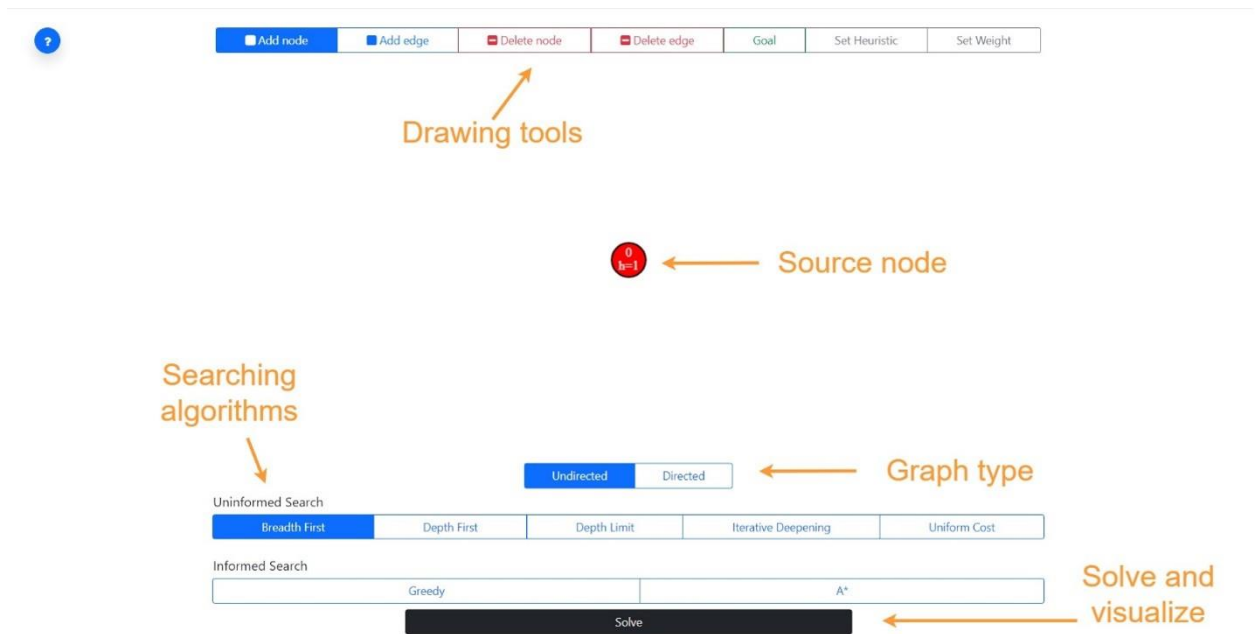 ?
Add node
Add edge
Delete node
Delete edge
Goal
Set Heuristic
Set Weight
Drawing tools
0
h=1
Source node
Searching
algorithms
Undirected
Directed
Graph type
Uninformed Search
Breadth First
Depth First
Depth Limit
Iterative Deepening
Uniform Cost
Informed Search
Greedy
A*
Solve
Solve and
visualize